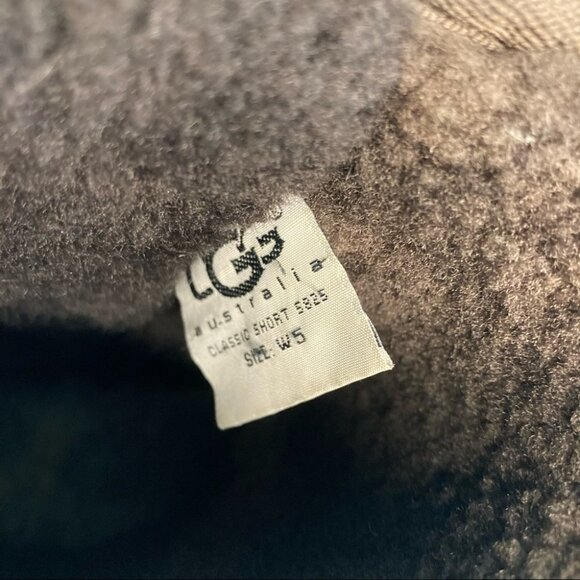 UGG
australia
CLASSIC SHORT 5825
SIZE: W5